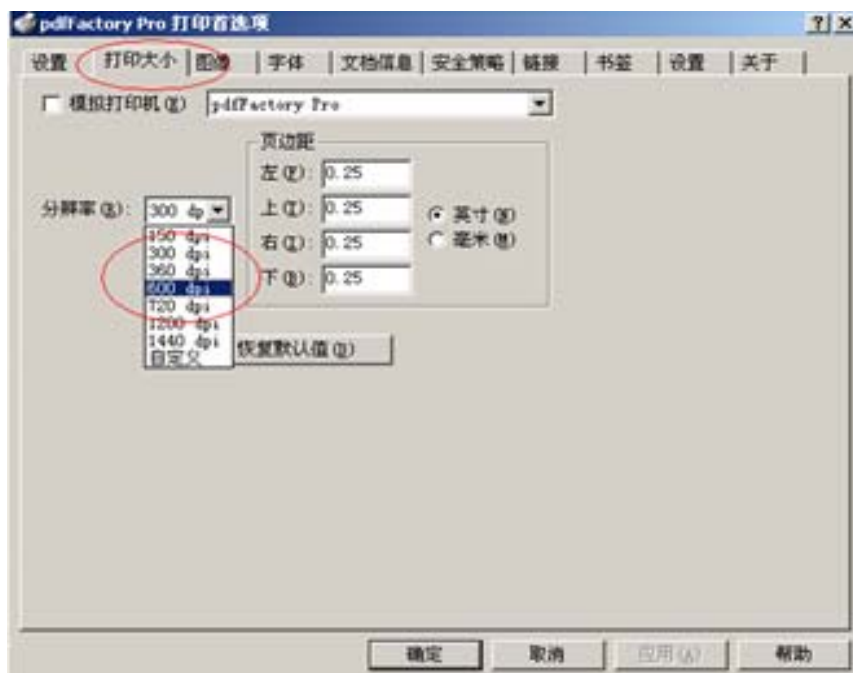 pdfFactory Pro 打印首选项
设置 打印大小 图像 字体 文档信息 安全策略 链接 书签 设置 关于
模拟打印机(E) pdfFactory Pro
页边距
左(F): 0.25
分辨率(R): 300 dp 上(T): 0.25 英寸(N)
150 dpi
300 dpi 右(I): 0.25 毫米(M)
360 dpi
600 dpi 下(B): 0.25
720 dpi
1200 dpi
1440 dpi 恢复默认值(D)
自定义
确定 取消 应用(A) 帮助